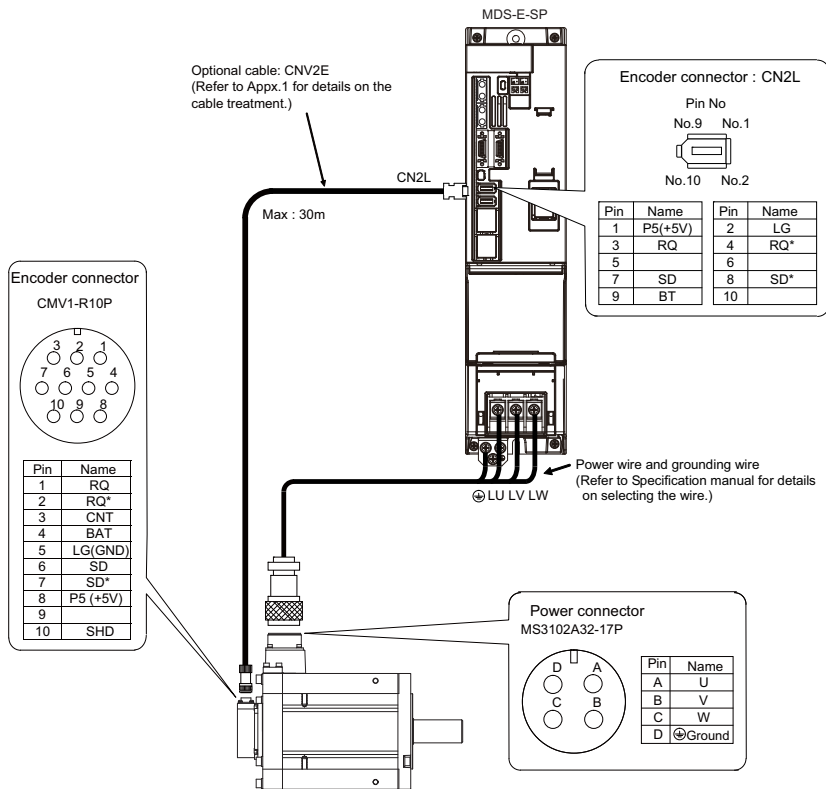 MDS-E-SP
Optional cable: CNV2E
(Refer to Appx.1 for details on the
cable treatment.)
CN2L
Max : 30m
Encoder connector : CN2L
Pin No
No.9 No.1
No.10 No.2
Pin Name Pin Name
1 P5(+5V) 2 LG
3 RQ 4 RQ*
5 6
7 SD 8 SD*
9 BT 10
Encoder connector
CMV1-R10P
3 2 1
7 6 5 4
10 9 8
Pin Name
1 RQ
2 RQ*
3 CNT
4 BAT
5 LG(GND)
6 SD
7 SD*
8 P5 (+5V)
9
10 SHD
LU LV LW
Power wire and grounding wire
(Refer to Specification manual for details
on selecting the wire.)
Power connector
MS3102A32-17P
D A
C B
Pin Name
A U
B V
C W
D Ground